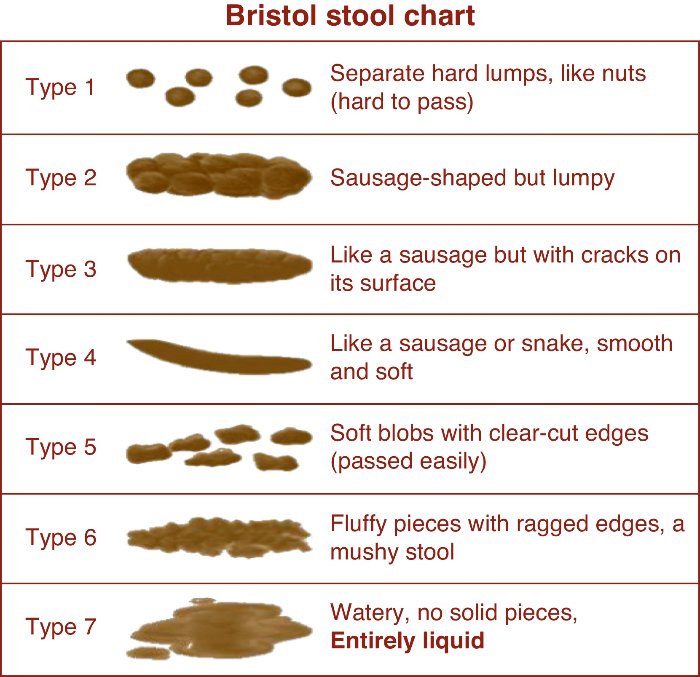 Bristol stool chart
Type 1
Separate hard lumps, like nuts
(hard to pass)
Type 2
Sausage-shaped but lumpy
Type 3
Like a sausage but with cracks on
its surface
Type 4
Like a sausage or snake, smooth
and soft
Type 5
Soft blobs with clear-cut edges
(passed easily)
Type 6
Fluffy pieces with ragged edges, a
mushy stool
Type 7
Watery, no solid pieces,
Entirely liquid